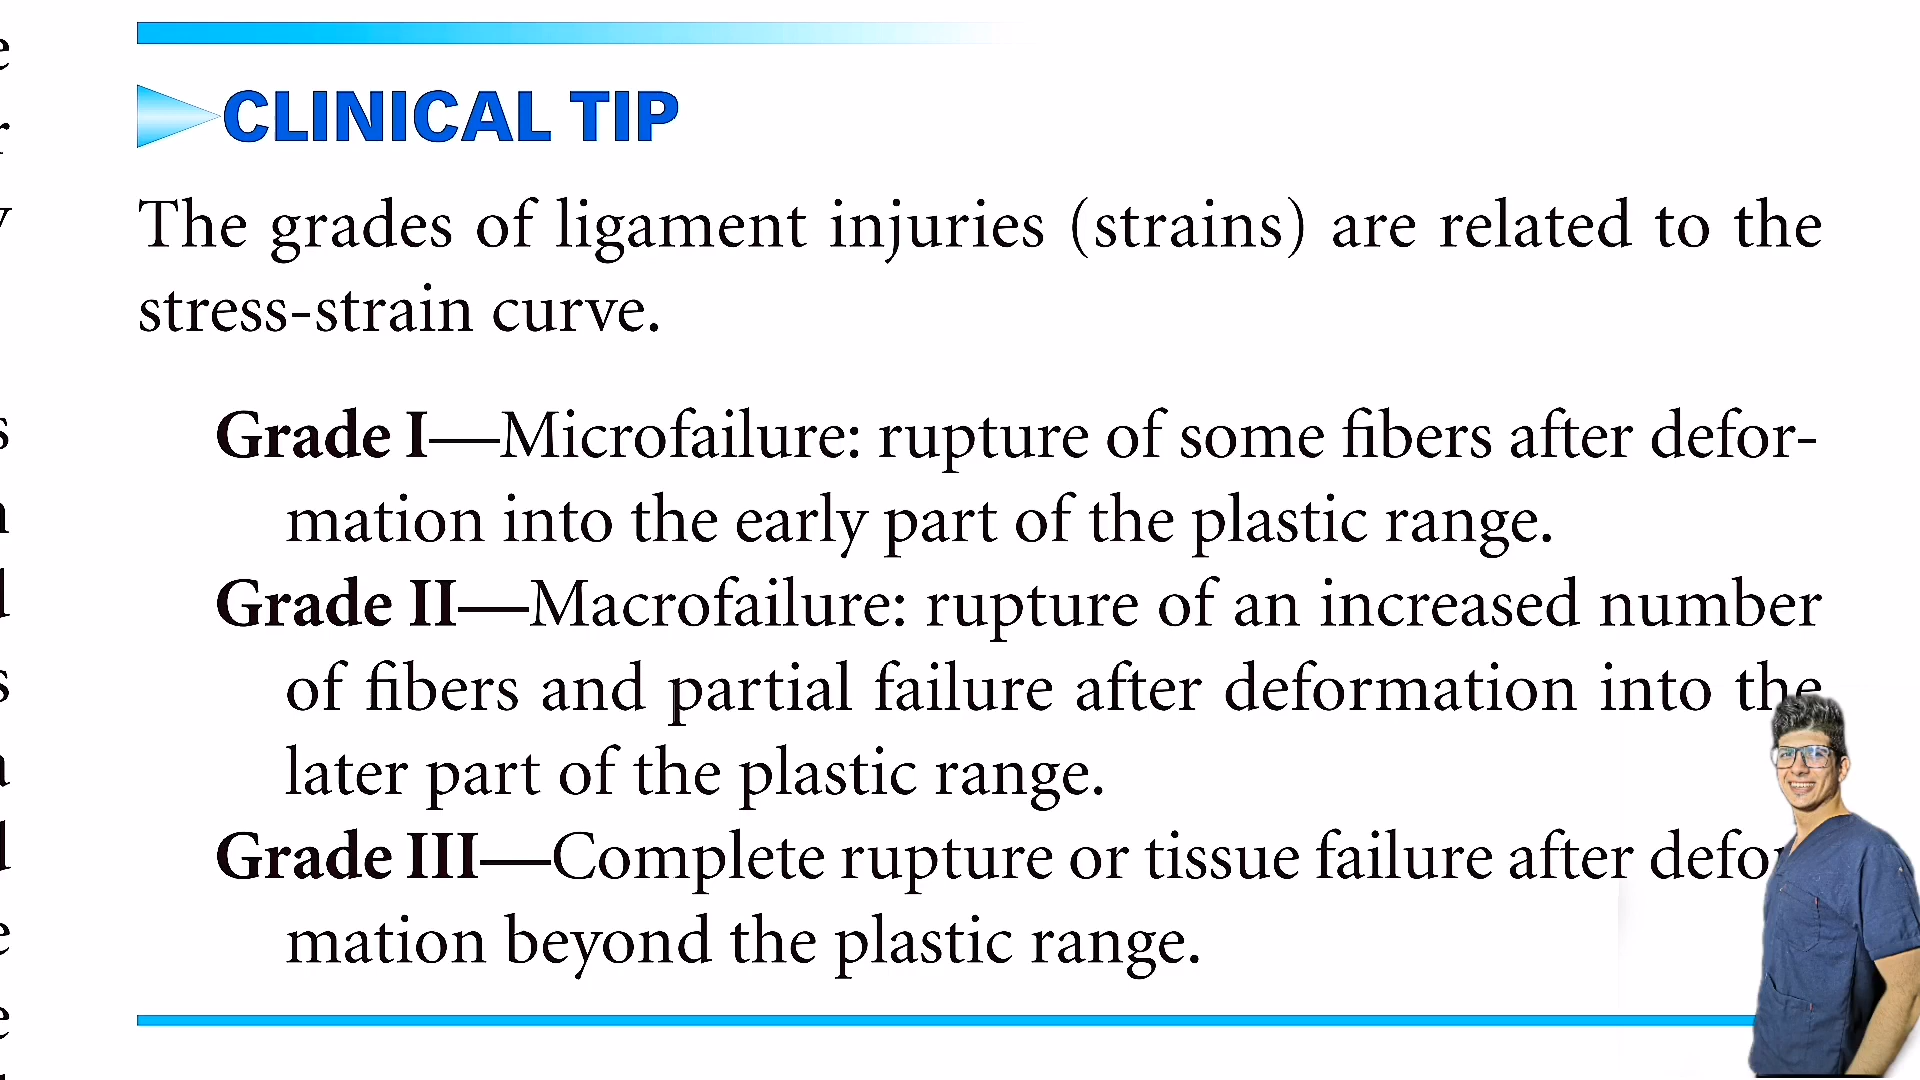 CLINICAL TIP
The grades of ligament injuries (strains) are related to the
stress-strain curve.
Grade I—Microfailure: rupture of some fibers after defor-
mation into the early part of the plastic range.
Grade II—Macrofailure: rupture of an increased number
of fibers and partial failure after deformation into the
later part of the plastic range.
Grade III—Complete rupture or tissue failure after defor
mation beyond the plastic range.